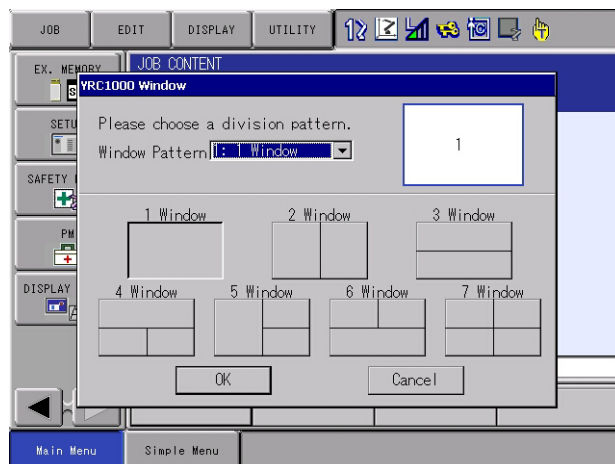 JOB EDIT DISPLAY UTILITY
EX. MEMORY JOB CONTENT
YRC1000 Window
Please choose a division pattern.
Window Pattern 1: 1 Window
1
1 Window 2 Window 3 Window
4 Window 5 Window 6 Window 7 Window
OK Cancel
SAFETY
PM
DISPLAY
Main Menu Simple Menu